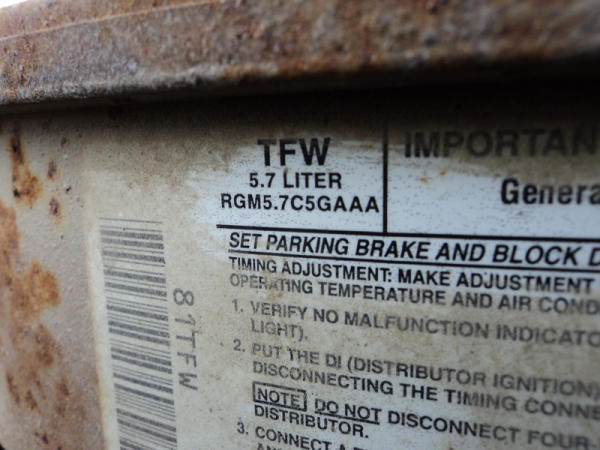 TFW
5.7 LITER
RGM5.7C5GAAA
IMPORTAN
Genera
SET PARKING BRAKE AND BLOCK D
TIMING ADJUSTMENT: MAKE ADJUSTMENT
OPERATING TEMPERATURE AND AIR COND
1. VERIFY NO MALFUNCTION INDICATO
LIGHT).
2. PUT THE DI (DISTRIBUTOR IGNITION)
DISCONNECTING THE TIMING CONNE
NOTE DO NOT DISCONNECT FOUR-
DISTRIBUTOR.
3. CONNECT A
81TFW